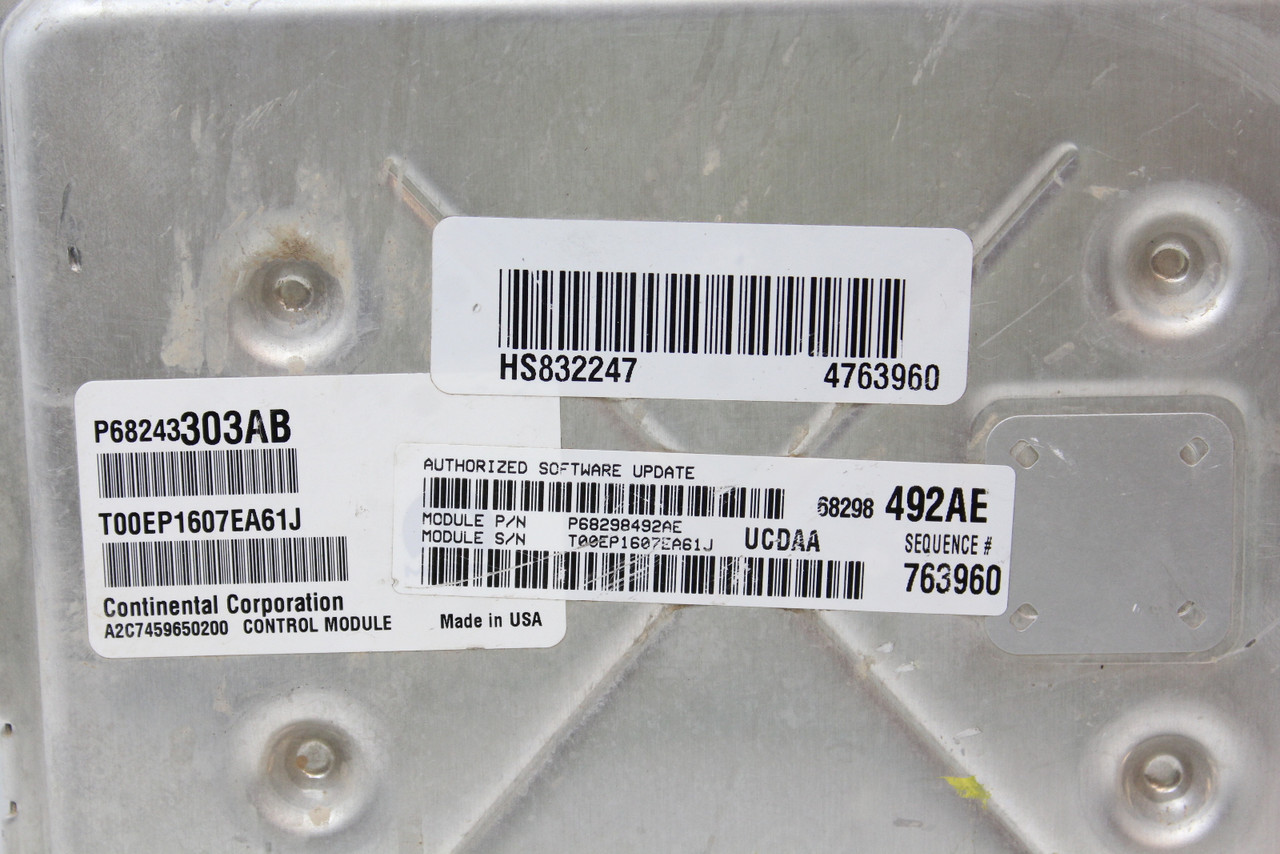 HS832247 4763960
P68243303AB
T00EP1607EA61J
Continental Corporation
A2C7459650200 CONTROL MODULE Made in USA
AUTHORIZED SOFTWARE UPDATE
68298 492AE
MODULE P/N P68298492AE
MODULE S/N T00EP1607EA61J UCDAA
SEQUENCE #
763960